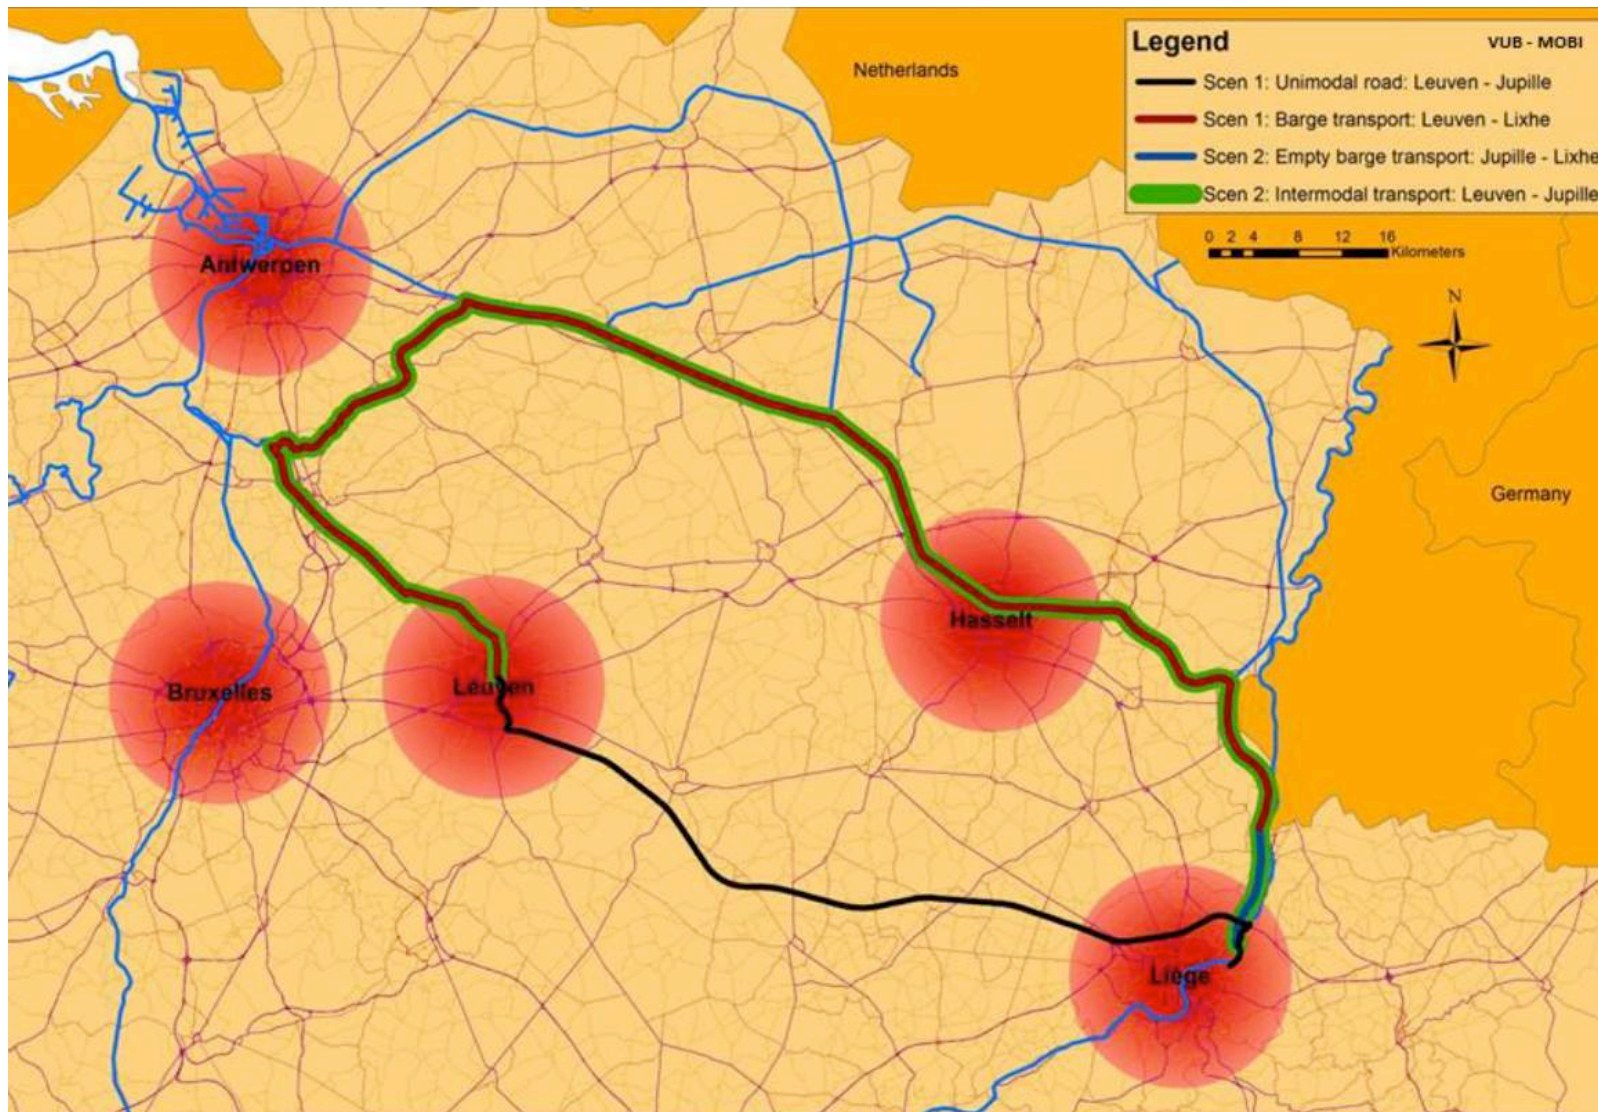 Legend
VUB - MOBI
Scen 1: Unimodal road: Leuven - Jupille
Scen 1: Barge transport: Leuven - Lixhe
Scen 2: Empty barge transport: Jupille - Lixhe
Scen 2: Intermodal transport: Leuven - Jupille
0 2 4 8 12 16
Kilometers
N
Netherlands
Antwerpen
Germany
Hasselt
Bruxelles
Leuven
Liège